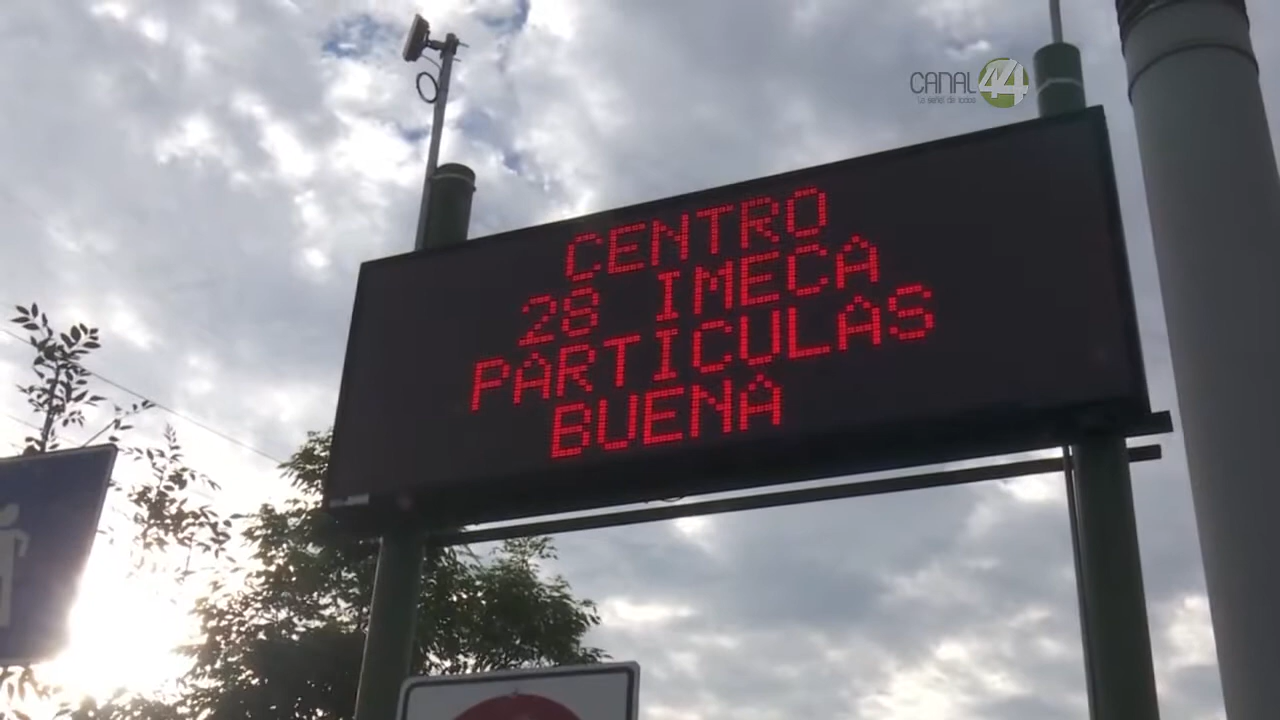 CANAL 44
la señal de todos
CENTRO
28 IMECA
PARTICULAS
BUENA